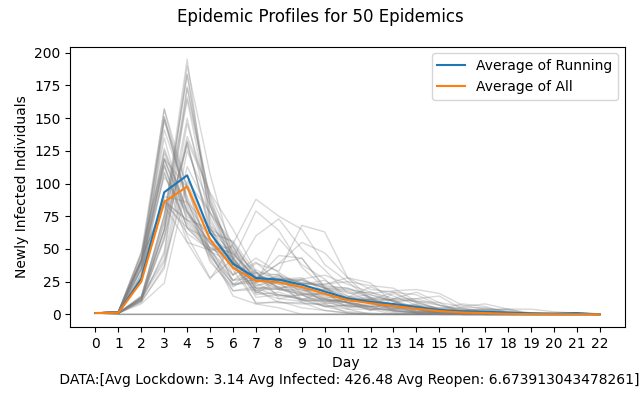 Epidemic Profiles for 50 Epidemics
200
175
150
125
100
75
50
25
0
Newly Infected Individuals
Average of Running
Average of All
0 1 2 3 4 5 6 7 8 9 10 11 12 13 14 15 16 17 18 19 20 21 22
Day
DATA:[Avg Lockdown: 3.14 Avg Infected: 426.48 Avg Reopen: 6.673913043478261]